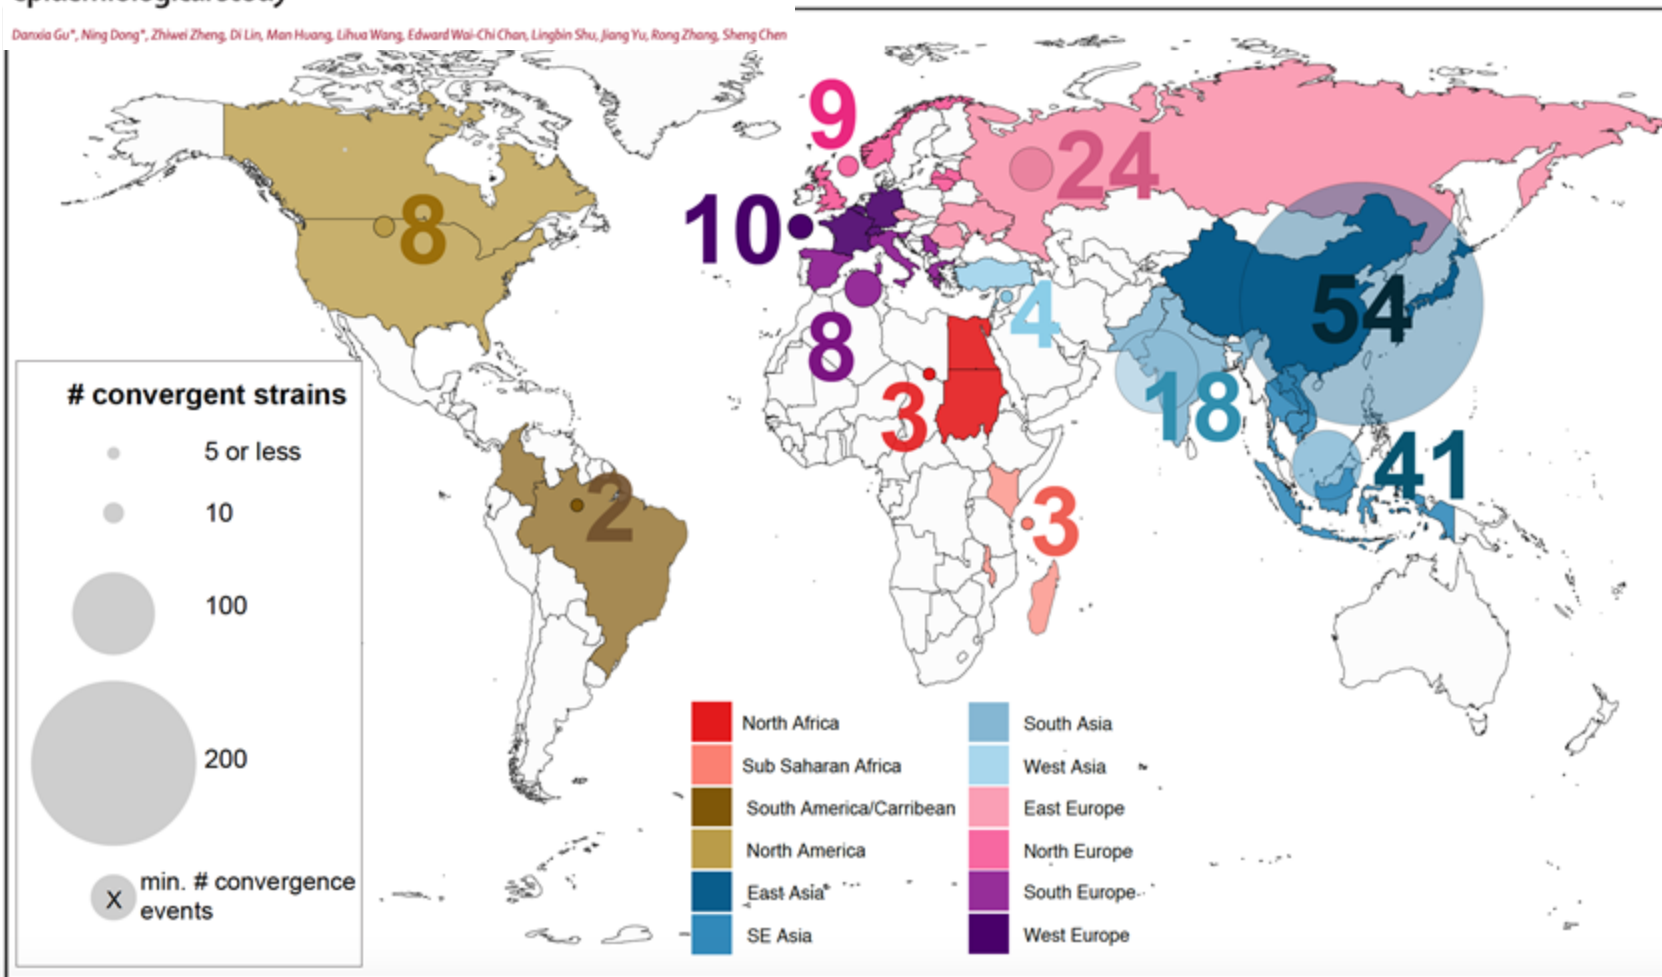 epidemiological study
Danxia Gu*, Ning Dong*, Zhiwei Zheng, Di Lin, Man Huang, Lihua Wang, Edward Wai-Chi Chan, Lingbin Shu, Jiang Yu, Rong Zhang, Sheng Chen
9
24
10
8
54
4
8
18
3
41
2
3
# convergent strains
5 or less
10
100
200
X min. # convergence
events
North Africa
Sub Saharan Africa
South America/Carribean
North America
East Asia
SE Asia
South Asia
West Asia
East Europe
North Europe
South Europe
West Europe